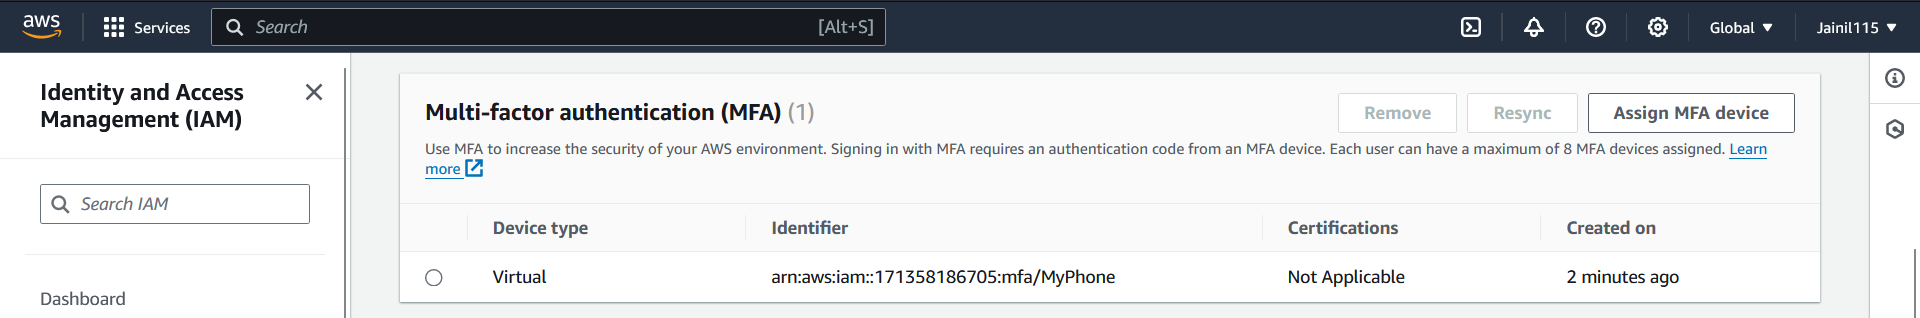 aws
Services
Search
[Alt+S]
Global
Jainil115
Identity and Access
Management (IAM)
Search IAM
Dashboard
Multi-factor authentication (MFA) (1)
Remove
Resync
Assign MFA device
Use MFA to increase the security of your AWS environment. Signing in with MFA requires an authentication code from an MFA device. Each user can have a maximum of 8 MFA devices assigned. Learn
more
Device type Identifier Certifications Created on
Virtual arn:aws:iam::171358186705:mfa/MyPhone Not Applicable 2 minutes ago